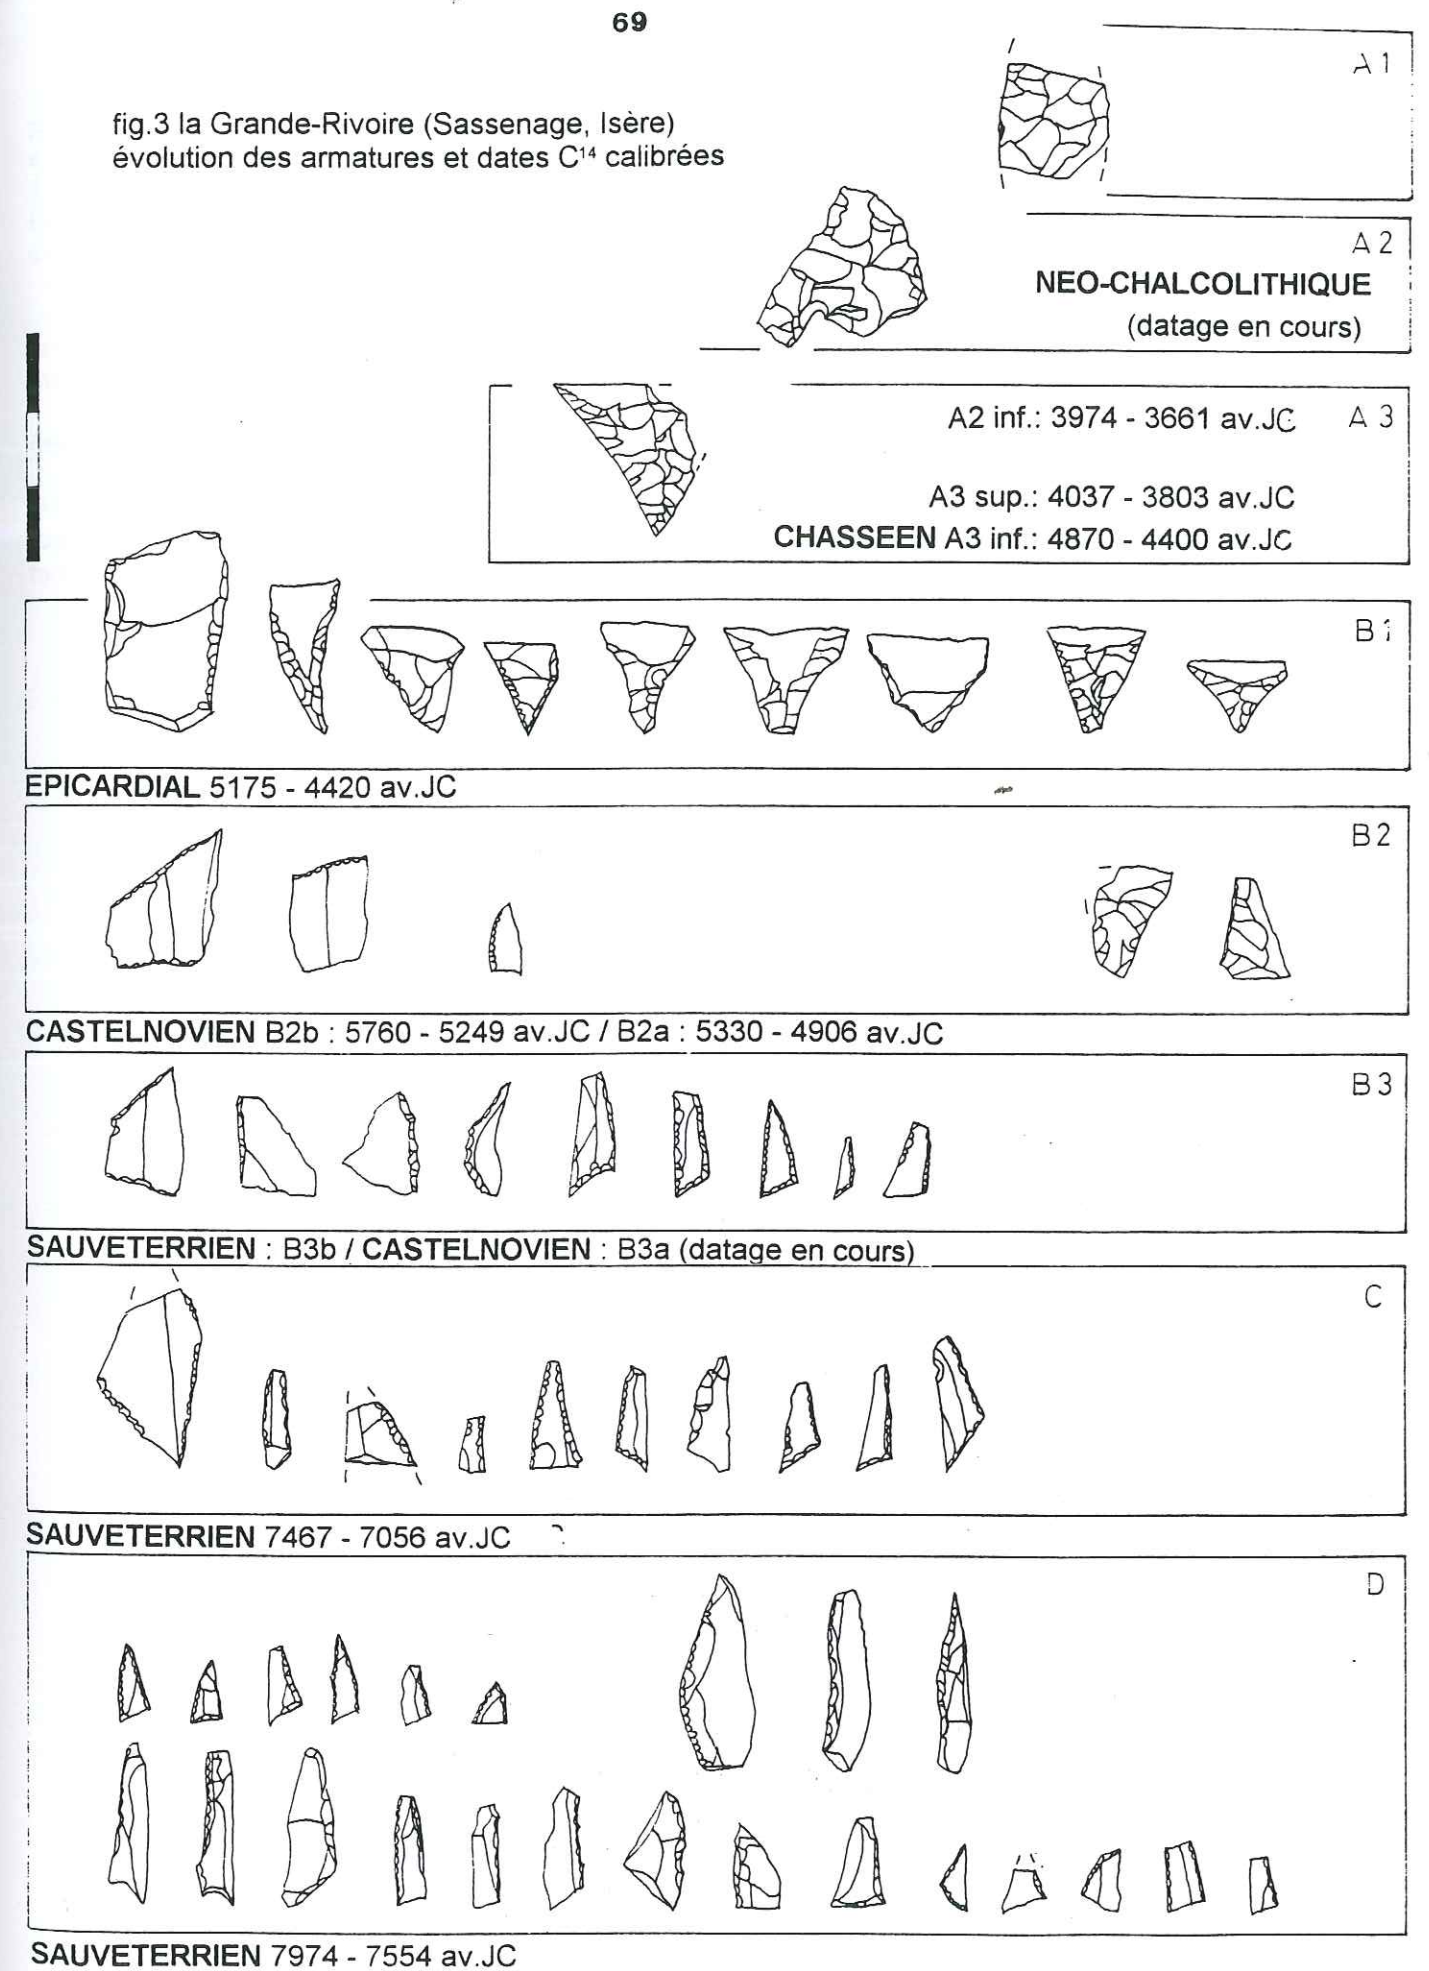 69
fig.3 la Grande-Rivoire (Sassenage, Isère)
évolution des armatures et dates C¹⁴ calibrées
A 1
A 2
NEO-CHALCOLITHIQUE
(datage en cours)
A2 inf.: 3974 - 3661 av.JC A 3
A3 sup.: 4037 - 3803 av.JC
CHASSEEN A3 inf.: 4870 - 4400 av.JC
B 1
EPICARDIAL 5175 - 4420 av.JC
B 2
CASTELNOVIEN B2b : 5760 - 5249 av.JC / B2a : 5330 - 4906 av.JC
B 3
SAUVETERRIEN : B3b / CASTELNOVIEN : B3a (datage en cours)
C
SAUVETERRIEN 7467 - 7056 av.JC
D
SAUVETERRIEN 7974 - 7554 av.JC